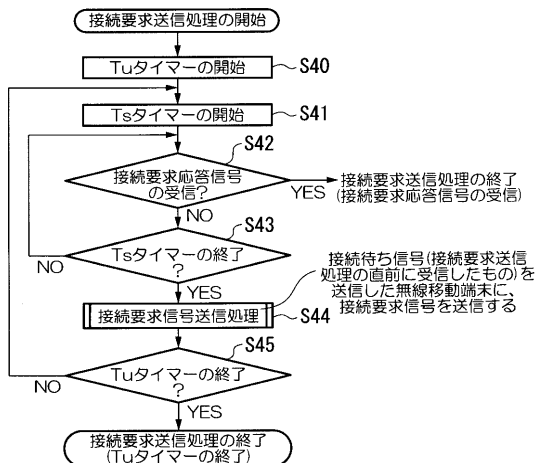 接続要求送信処理の開始
Tuタイマーの開始
S40
Tsタイマーの開始
S41
S42
接続要求応答信号
の受信?
YES
接続要求送信処理の終了
(接続要求応答信号の受信)
NO
S43
Tsタイマーの終了
?
NO
YES
接続待ち信号(接続要求送信
処理の直前に受信したもの)を
送信した無線移動端末に、
接続要求信号を送信する
接続要求信号送信処理
S44
S45
Tuタイマーの終了
?
NO
YES
接続要求送信処理の終了
(Tuタイマーの終了)